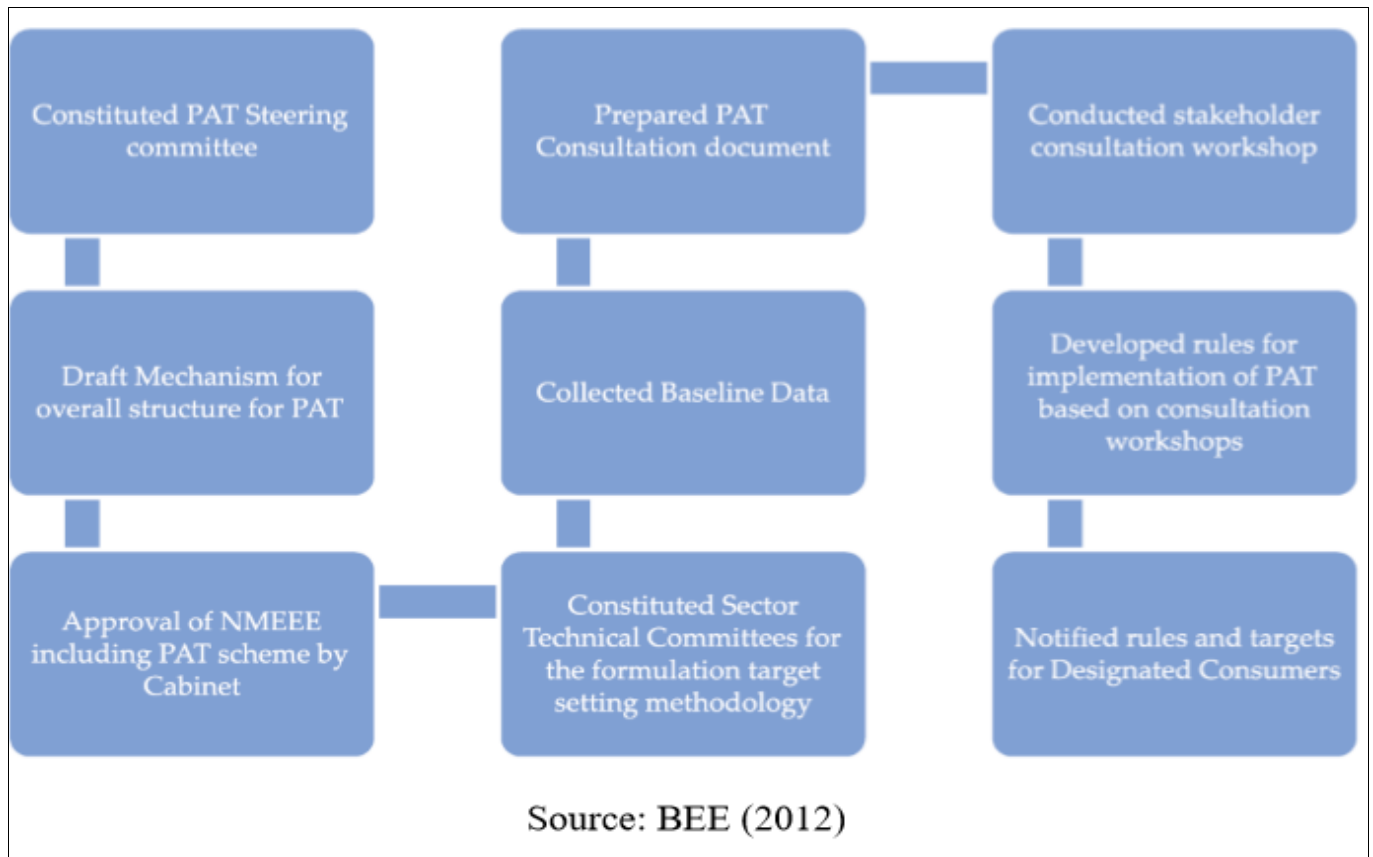 Constituted PAT Steering
committee
Draft Mechanism for
overall structure for PAT
Approval of NMEEE
including PAT scheme by
Cabinet
Constituted Sector
Technical Committees for
the formulation target
setting methodology
Collected Baseline Data
Prepared PAT
Consultation document
Conducted stakeholder
consultation workshop
Developed rules for
implementation of PAT
based on consultation
workshops
Notified rules and targets
for Designated Consumers
Source: BEE (2012)